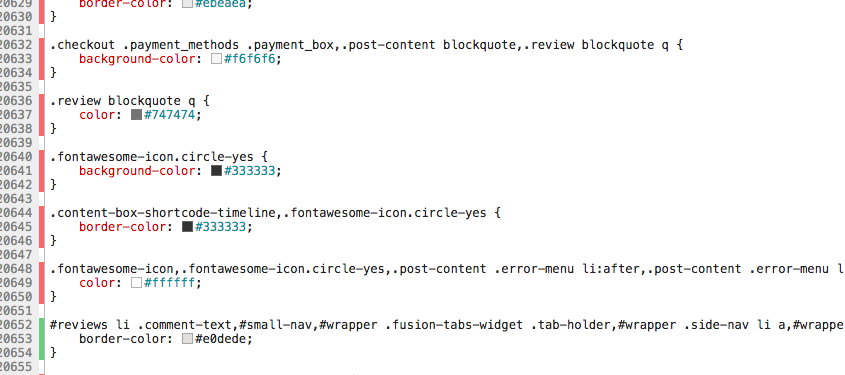 20629     border-color: #ebeaea;
20630 }
20631
20632 .checkout .payment_methods .payment_box,.post-content blockquote,.review blockquote q {
20633     background-color: #f6f6f6;
20634 }
20635
20636 .review blockquote q {
20637     color: #747474;
20638 }
20639
20640 .fontawesome-icon.circle-yes {
20641     background-color: #333333;
20642 }
20643
20644 .content-box-shortcode-timeline,.fontawesome-icon.circle-yes {
20645     border-color: #333333;
20646 }
20647
20648 .fontawesome-icon,.fontawesome-icon.circle-yes,.post-content .error-menu li:after,.post-content .error-menu l
20649     color: #ffffff;
20650 }
20651
20652 #reviews li .comment-text,#small-nav,#wrapper .fusion-tabs-widget .tab-holder,#wrapper .side-nav li a,#wrappe
20653     border-color: #e0dede;
20654 }
20655